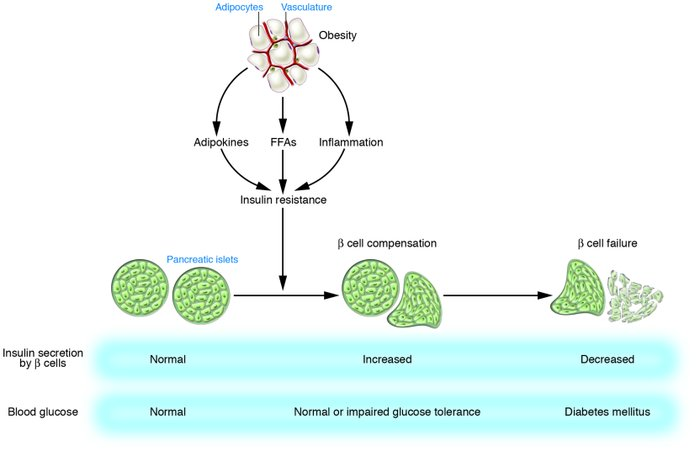 Adipocytes Vasculature
Obesity
Adipokines FFAs Inflammation
Insulin resistance
Pancreatic islets
β cell compensation β cell failure
Insulin secretion
by β cells
Normal Increased Decreased
Blood glucose Normal Normal or impaired glucose tolerance Diabetes mellitus